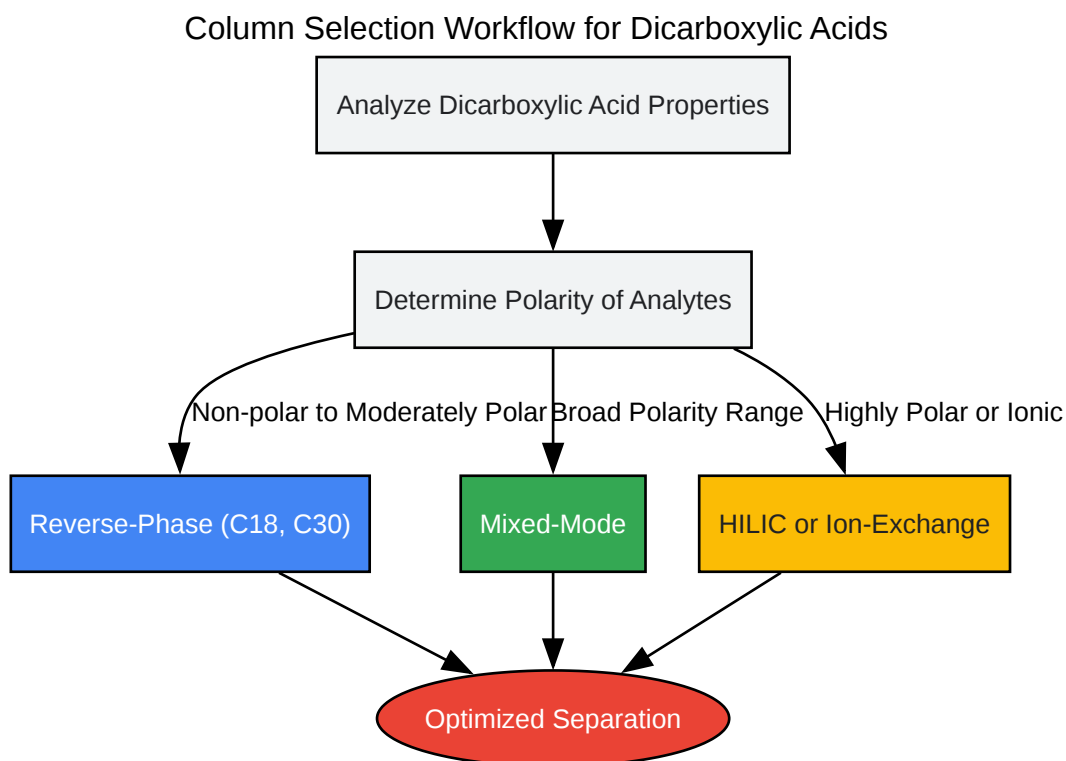 Column Selection Workflow for Dicarboxylic Acids
Analyze Dicarboxylic Acid Properties
Determine Polarity of Analytes
Non-polar to Moderately Polar
Broad Polarity Range
Highly Polar or Ionic
Reverse-Phase (C18, C30)
Mixed-Mode
HILIC or Ion-Exchange
Optimized Separation